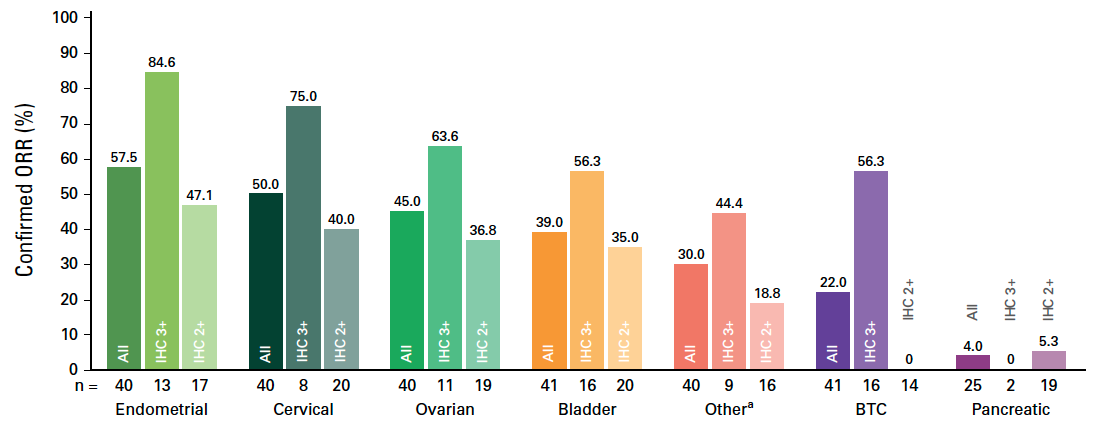 Confirmed ORR (%)
100
90
80
70
60
50
40
30
20
10
0
57.5 84.6 47.1
50.0 75.0 40.0
45.0 63.6 36.8
39.0 56.3 35.0
30.0 44.4 18.8
22.0 56.3 0
4.0 0 5.3
All IHC 3+ IHC 2+
All IHC 3+ IHC 2+
All IHC 3+ IHC 2+
All IHC 3+ IHC 2+
All IHC 3+ IHC 2+
All IHC 3+ IHC 2+
All IHC 3+ IHC 2+
n = 40 13 17 40 8 20 40 11 19 41 16 20 40 9 16 41 16 14 25 2 19
Endometrial Cervical Ovarian Bladder Otherᵃ BTC Pancreatic